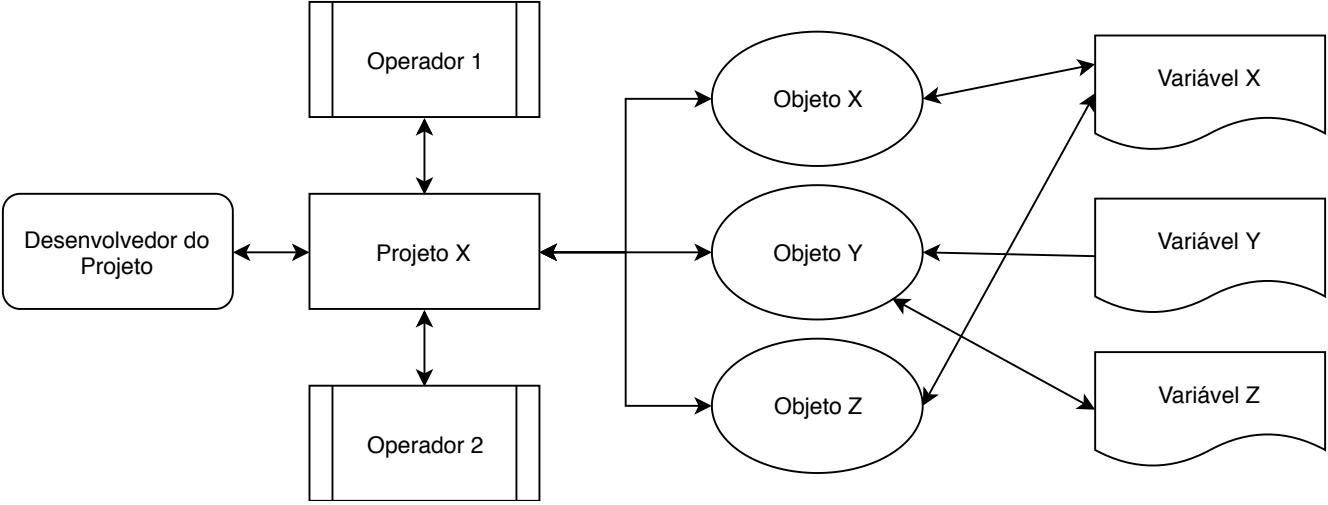 Operador 1
Desenvolvedor do
Projeto
Projeto X
Operador 2
Objeto X
Objeto Y
Objeto Z
Variável X
Variável Y
Variável Z